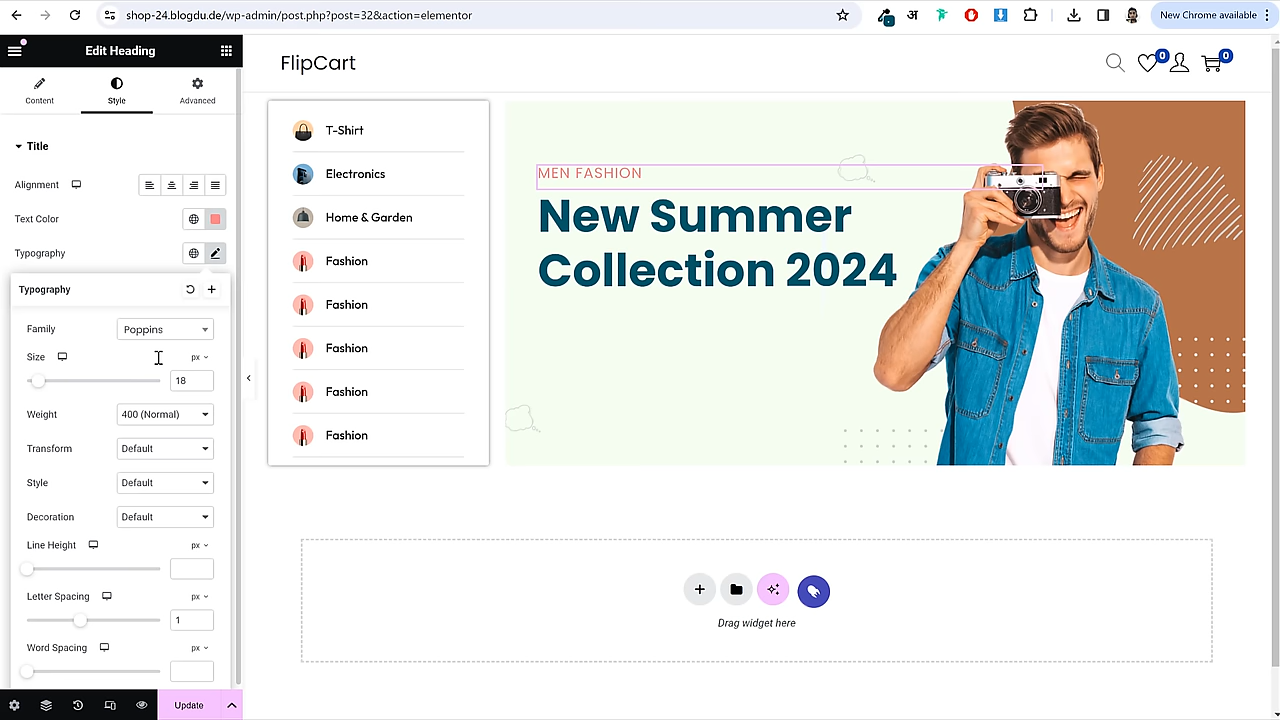 shop-24.blogdu.de/wp-admin/post.php?post=32&action=elementor
अ
New Chrome available
Edit Heading
Content
Style
Advanced
Title
Alignment
Text Color
Typography
Typography
Family
Poppins
Size
px
18
Weight
400 (Normal)
Transform
Default
Style
Default
Decoration
Default
Line Height
px
Letter Spacing
px
1
Word Spacing
px
Update
FlipCart
0
0
T-Shirt
Electronics
Home & Garden
Fashion
Fashion
Fashion
Fashion
Fashion
MEN FASHION
New Summer
Collection 2024
Drag widget here